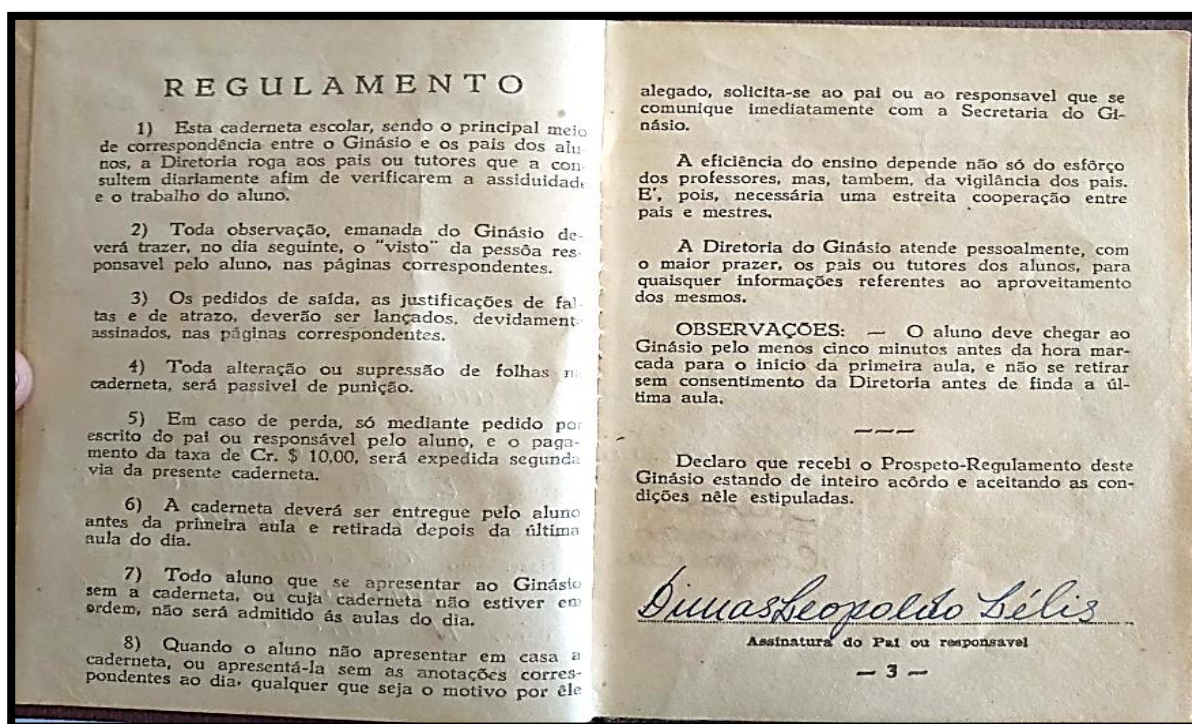 REGULAMENTO
1) Esta caderneta escolar, sendo o principal meio
de correspondência entre o Ginásio e os pais dos alu
nos, a Diretoria roga aos pais ou tutores que a con
sultem diariamente afim de verificarem a assiduidade
e o trabalho do aluno.
2) Toda observação, emanada do Ginásio de-
verá trazer, no dia seguinte, o "visto" da pessôa res-
ponsavel pelo aluno, nas páginas correspondentes.
3) Os pedidos de saída, as justificações de fal-
tas e de atrazo, deverão ser lançados, devidament
assinados, nas páginas correspondentes.
4) Toda alteração ou supressão de folhas n
caderneta, será passivel de punição.
5) Em caso de perda, só mediante pedido por
escrito do pai ou responsável pelo aluno, e o paga-
mento da taxa de Cr. $ 10,00, será expedida segunda
via da presente caderneta.
6) A caderneta deverá ser entregue pelo aluno
antes da primeira aula e retirada depois da última
aula do dia.
7) Todo aluno que se apresentar ao Ginásio
sem a caderneta, ou cuja caderneta não estiver em
ordem, não será admitido ás aulas do dia.
8) Quando o aluno não apresentar em casa a
caderneta, ou apresentá-la sem as anotações corres-
pondentes ao dia, qualquer que seja o motivo por êle
alegado, solicita-se ao pai ou ao responsavel que se
comunique imediatamente com a Secretaria do Gi-
násio.
A eficiência do ensino depende não só do esfôrço
dos professores, mas, tambem, da vigilância dos pais.
E', pois, necessária uma estreita cooperação entre
pais e mestres.
A Diretoria do Ginásio atende pessoalmente, com
o maior prazer, os pais ou tutores dos alunos, para
quaisquer informações referentes ao aproveitamento
dos mesmos.
OBSERVAÇÕES: — O aluno deve chegar ao
Ginásio pelo menos cinco minutos antes da hora mar-
cada para o início da primeira aula, e não se retirar
sem consentimento da Diretoria antes de finda a úl-
tima aula.
Declaro que recebi o Prospeto-Regulamento deste
Ginásio estando de inteiro acôrdo e aceitando as con-
dições nêle estipuladas.
Dimas Leopoldo Lélis
Assinatura do Pai ou responsavel
— 3 —